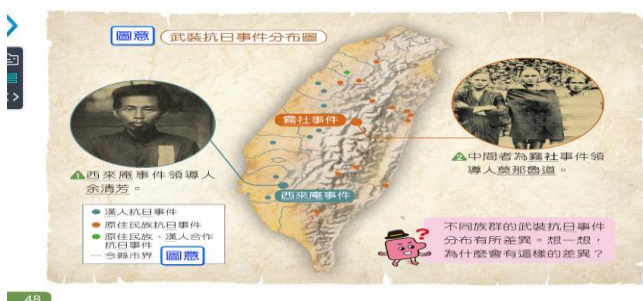 圖意
武裝抗日事件分布圖
霧社事件
1西來庵事件領導人
余清芳。
2中間者為霧社事件領
導人莫那魯道。
西來庵事件
漢人抗日事件
原住民族抗日事件
原住民族、漢人合作
抗日事件
今縣市界
圖意
不同族群的武裝抗日事件
分布有所差異。想一想，
為什麼會有這樣的差異？
?
48